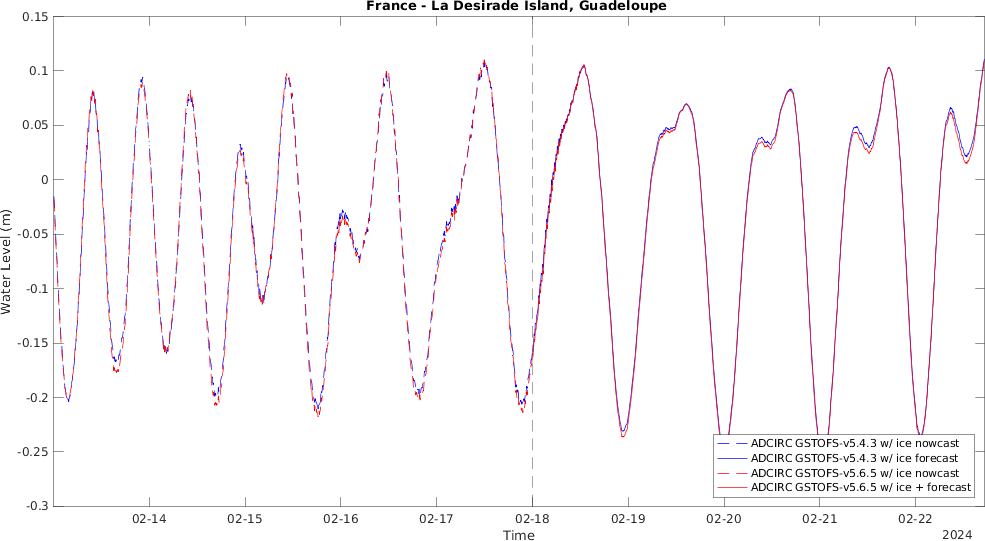 France - La Desirade Island, Guadeloupe
0.15
0.1
0.05
0
-0.05
-0.1
-0.15
-0.2
-0.25
-0.3
Water Level (m)
ADCIRC GSTOFS-v5.4.3 w/ ice nowcast
ADCIRC GSTOFS-v5.4.3 w/ ice forecast
ADCIRC GSTOFS-v5.6.5 w/ ice nowcast
ADCIRC GSTOFS-v5.6.5 w/ ice + forecast
02-14 02-15 02-16 02-17 02-18 02-19 02-20 02-21 02-22
Time
2024